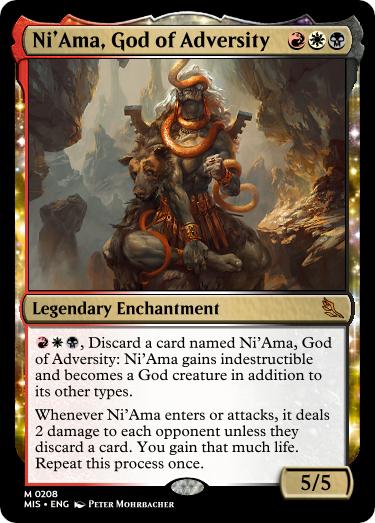 Ni'Ama, God of Adversity
Legendary Enchantment
, Discard a card named Ni'Ama, God
of Adversity: Ni'Ama gains indestructible
and becomes a God creature in addition to
its other types.
Whenever Ni'Ama enters or attacks, it deals
2 damage to each opponent unless they
discard a card. You gain that much life.
Repeat this process once.
5/5
M 0208
MIS • ENG Peter Mohrbacher